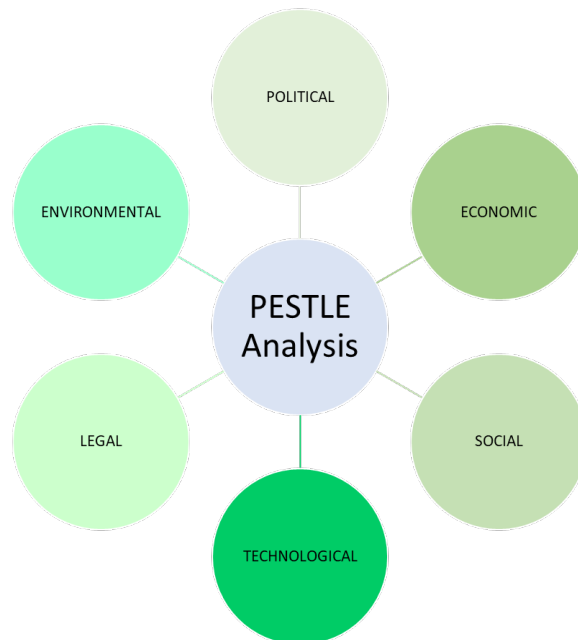 POLITICAL
ENVIRONMENTAL
ECONOMIC
PESTLE
Analysis
LEGAL
SOCIAL
TECHNOLOGICAL